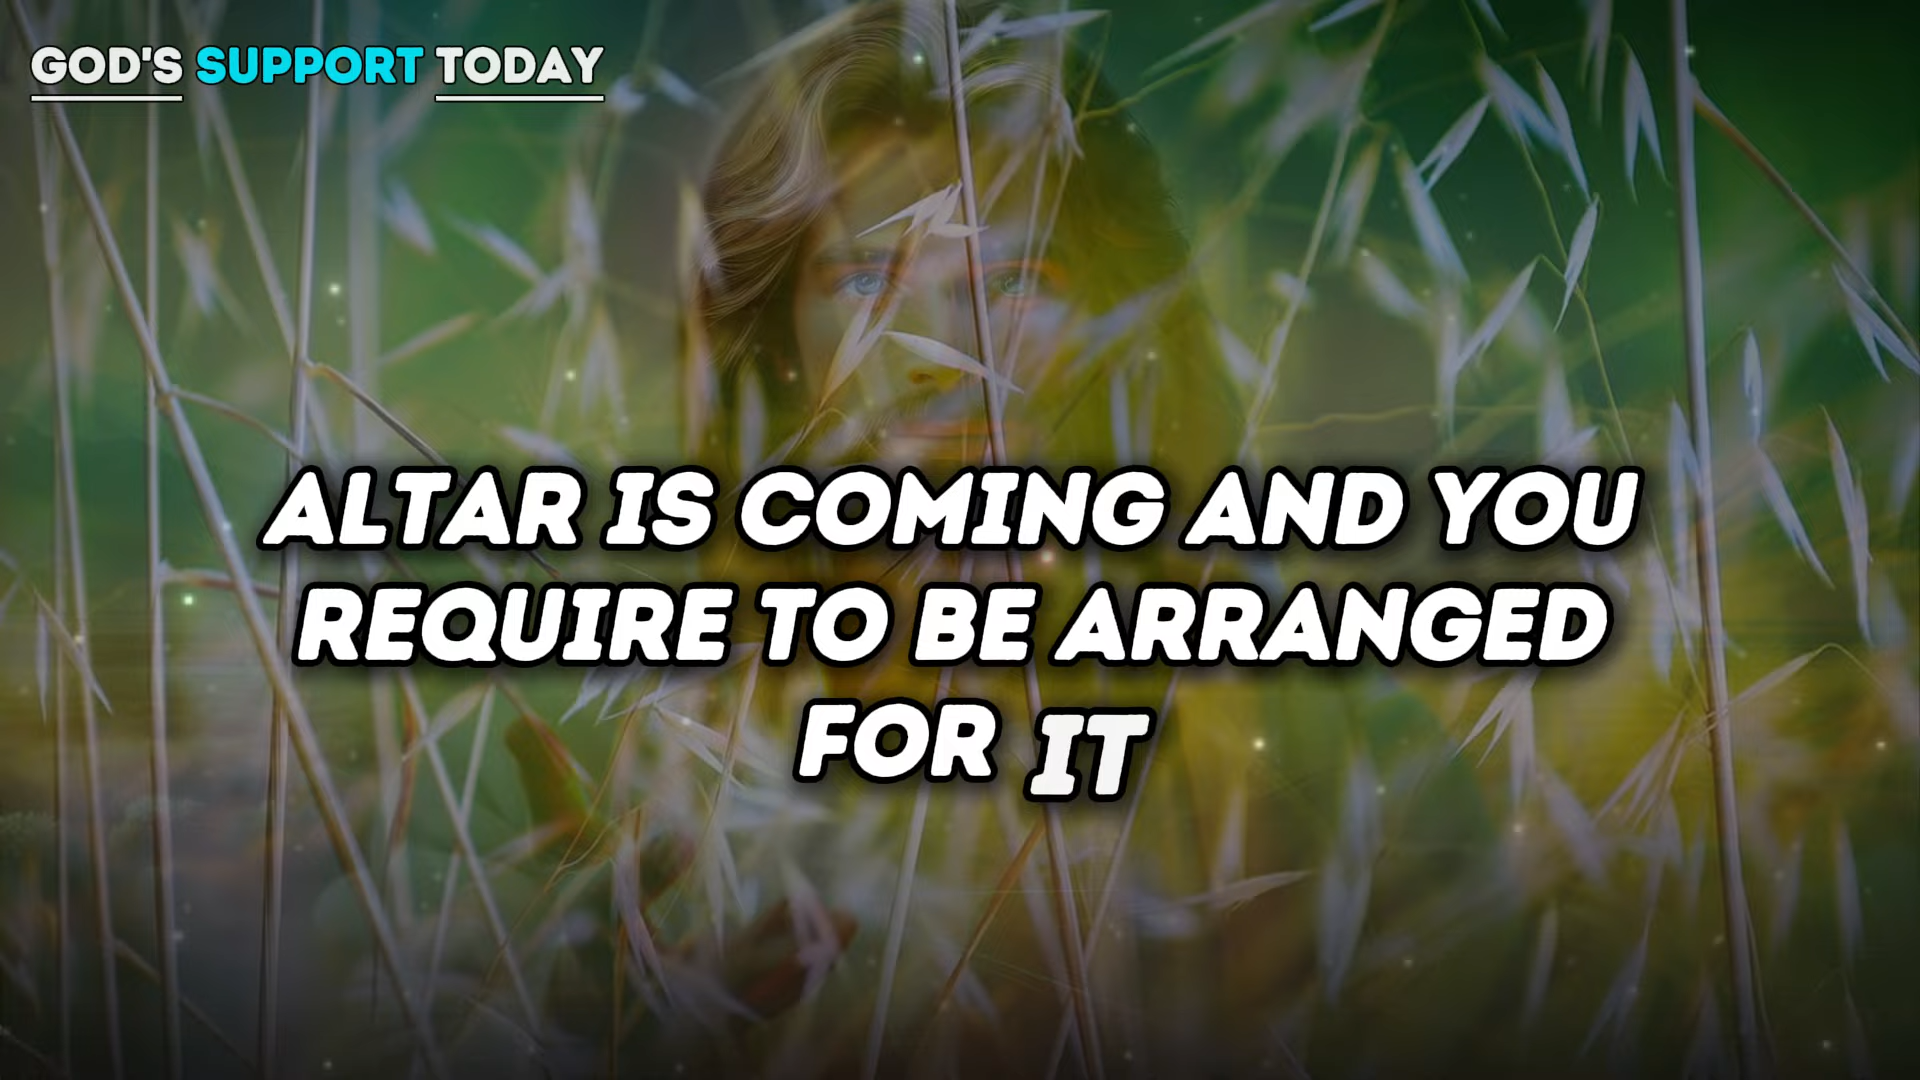 GOD'S SUPPORT TODAY
ALTAR IS COMING AND YOU
REQUIRE TO BE ARRANGED
FOR IT